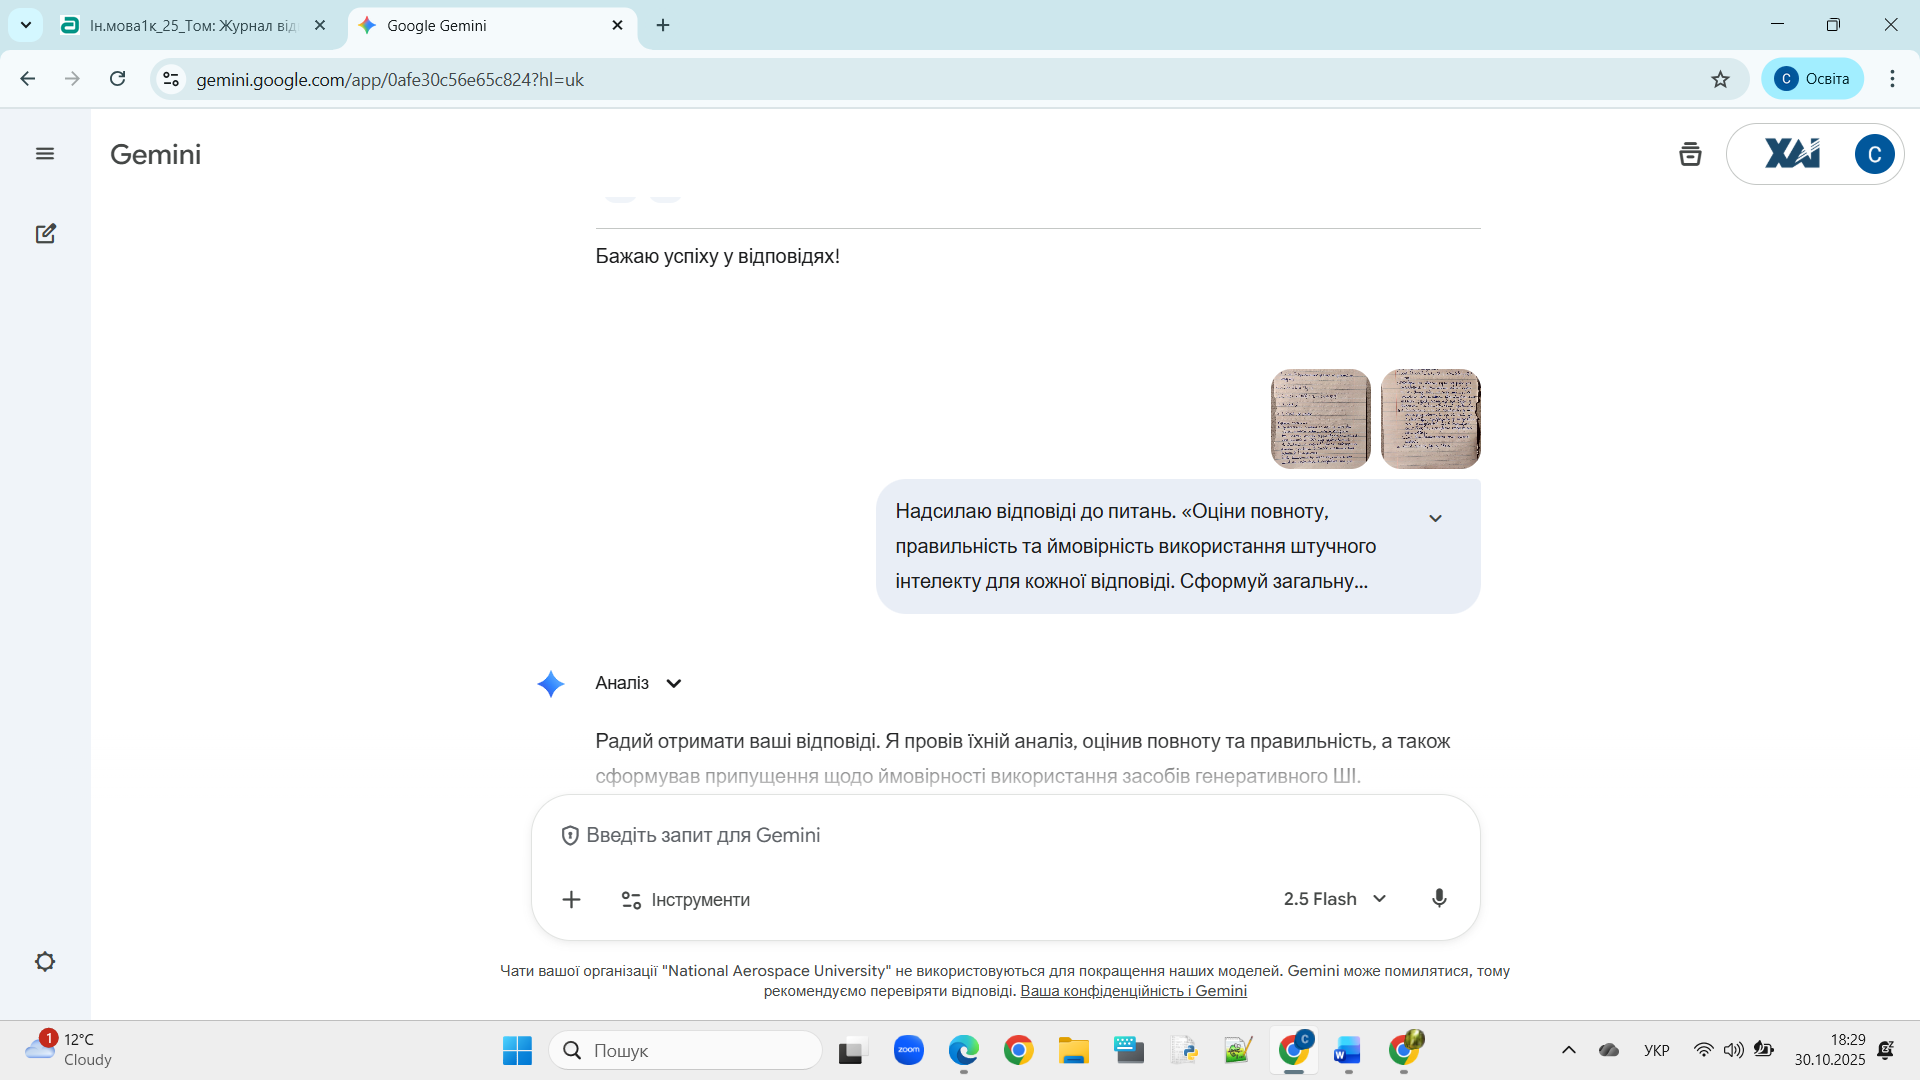 Ін.мова1к_25_Том: Журнал від
Google Gemini
gemini.google.com/app/0afe30c56e65c824?hl=uk
C Освіта
Gemini
ХАІ
C
Бажаю успіху у відповідях!
Надсилаю відповіді до питань. «Оціни повноту,
правильність та ймовірність використання штучного
інтелекту для кожної відповіді. Сформуй загальну...
Аналіз
Радий отримати ваші відповіді. Я провів їхній аналіз, оцінив повноту та правильність, а також
сформував припущення щодо ймовірності використання засобів генеративного ШІ.
Введіть запит для Gemini
Інструменти
2.5 Flash
Чати вашої організації "National Aerospace University" не використовуються для покращення наших моделей. Gemini може помилятися, тому
рекомендуємо перевіряти відповіді. Ваша конфіденційність і Gemini
1
12°C
Cloudy
Пошук
zoom
W
C
УКР
18:29
30.10.2025